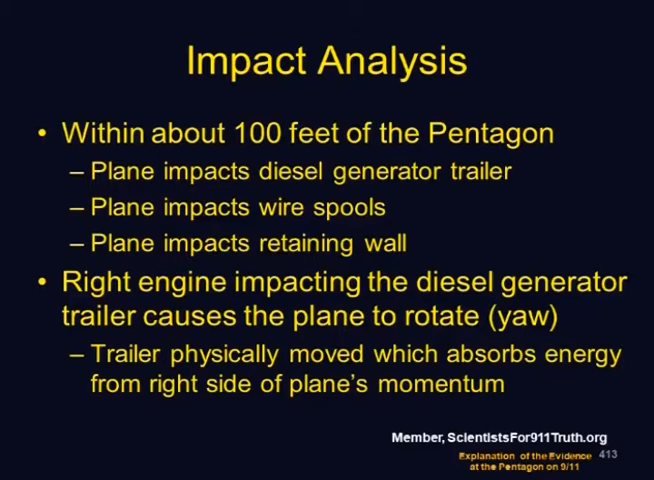 Impact Analysis
• Within about 100 feet of the Pentagon
– Plane impacts diesel generator trailer
– Plane impacts wire spools
– Plane impacts retaining wall
• Right engine impacting the diesel generator
trailer causes the plane to rotate (yaw)
– Trailer physically moved which absorbs energy
from right side of plane's momentum
Member, ScientistsFor911Truth.org
Explanation of the Evidence 413
at the Pentagon on 9/11